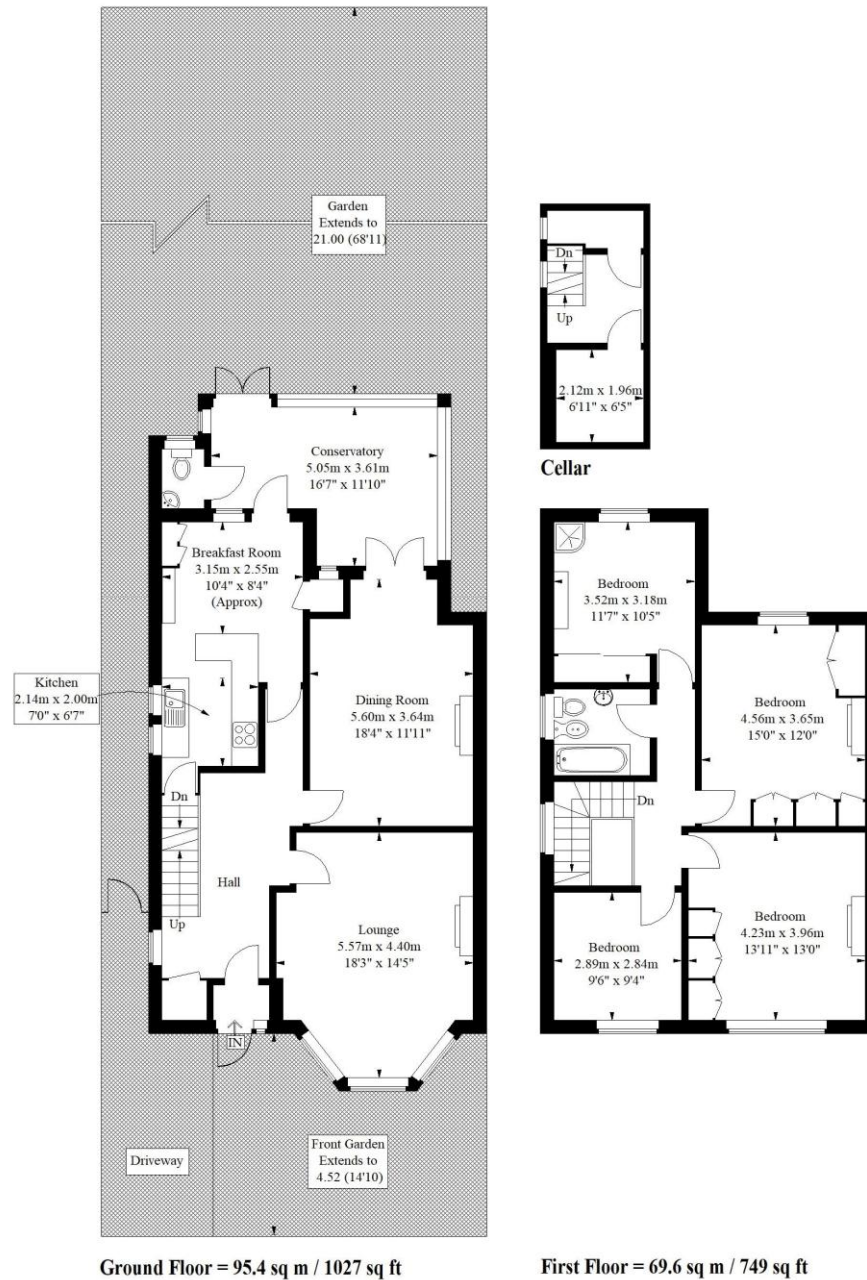 Garden
Extends to
21.00 (68'11)
Dn
Up
2.12m x 1.96m
6'11" x 6'5"
Cellar
Conservatory
5.05m x 3.61m
16'7" x 11'10"
Breakfast Room
3.15m x 2.55m
10'4" x 8'4"
(Approx)
Kitchen
2.14m x 2.00m
7'0" x 6'7"
Dining Room
5.60m x 3.64m
18'4" x 11'11"
Dn
Hall
Up
Lounge
5.57m x 4.40m
18'3" x 14'5"
IN
Driveway
Front Garden
Extends to
4.52 (14'10)
Ground Floor = 95.4 sq m / 1027 sq ft
Bedroom
3.52m x 3.18m
11'7" x 10'5"
Bedroom
4.56m x 3.65m
15'0" x 12'0"
Dn
Bedroom
4.23m x 3.96m
13'11" x 13'0"
Bedroom
2.89m x 2.84m
9'6" x 9'4"
First Floor = 69.6 sq m / 749 sq ft